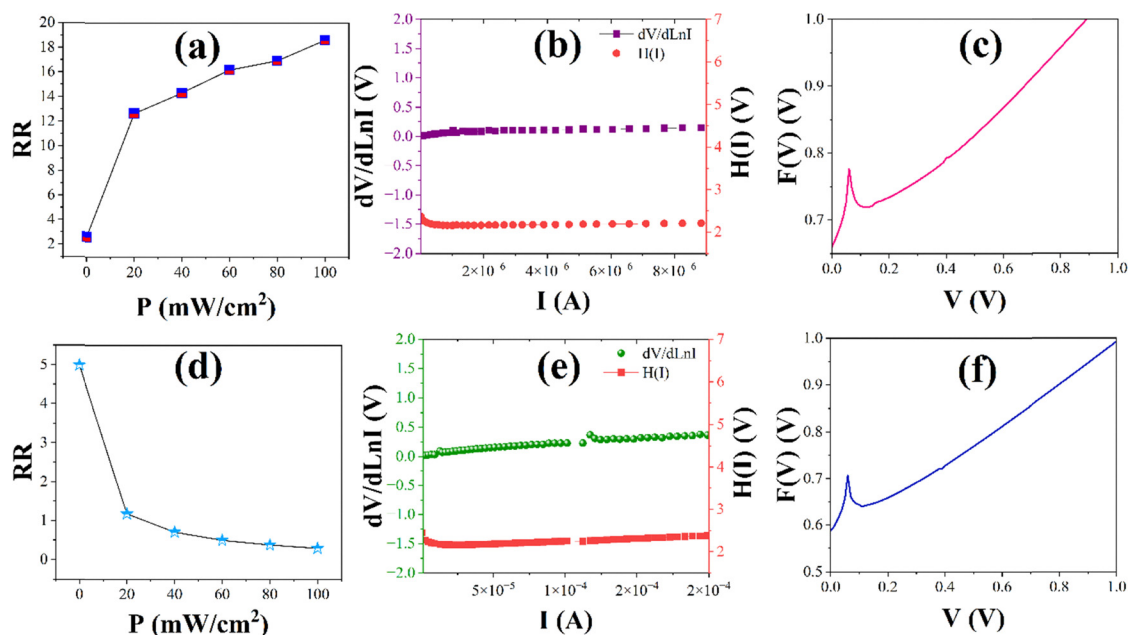 (a)
RR
20
18
16
14
12
10
8
6
4
2
0 20 40 60 80 100
P (mW/cm²)
(b)
dV/dLnI (V)
2.0
1.5
1.0
0.5
0.0
−0.5
−1.0
−1.5
−2.0
dV/dLnI
H(I)
7
6
5
4
3
2
H(I) (V)
2×10⁻⁶ 4×10⁻⁶ 6×10⁻⁶ 8×10⁻⁶
I (A)
(c)
F(V) (V)
1.0
0.9
0.8
0.7
0.0 0.2 0.4 0.6 0.8 1.0
V (V)
(d)
RR
5
4
3
2
1
0
0 20 40 60 80 100
P (mW/cm²)
(e)
dV/dLnI (V)
2.0
1.5
1.0
0.5
0.0
−0.5
−1.0
−1.5
−2.0
dV/dLnI
H(I)
7
6
5
4
3
2
H(I) (V)
5×10⁻⁵ 1×10⁻⁴ 2×10⁻⁴ 2×10⁻⁴
I (A)
(f)
F(V) (V)
1.0
0.9
0.8
0.7
0.6
0.5
0.0 0.2 0.4 0.6 0.8 1.0
V (V)